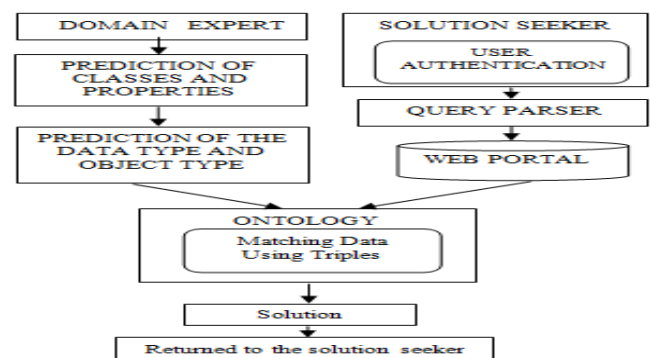 DOMAIN EXPERT
PREDICTION OF
CLASSES AND
PROPERTIES
PREDICTION OF THE
DATA TYPE AND
OBJECT TYPE
SOLUTION SEEKER
USER
AUTHENTICATION
QUERY PARSER
WEB PORTAL
ONTOLOGY
Matching Data
Using Triples
Solution
Returned to the solution seeker